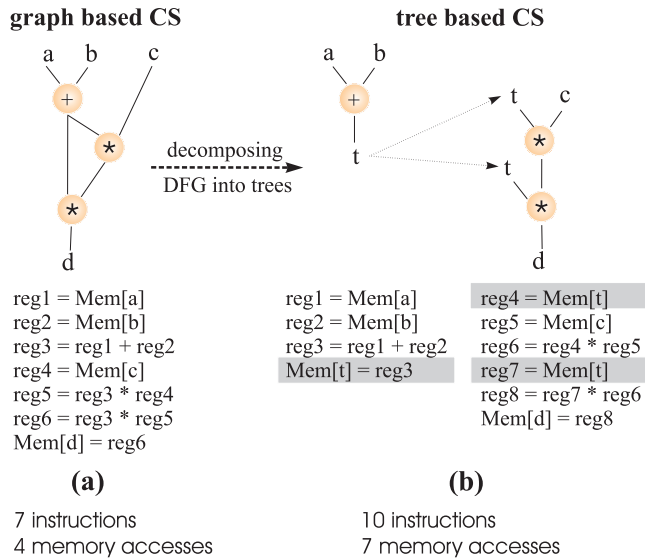 graph based CS
a
b
c
+
*
*
d
decomposing
DFG into trees
tree based CS
a
b
+
t
t
c
*
t
*
d
reg1 = Mem[a]
reg2 = Mem[b]
reg3 = reg1 + reg2
reg4 = Mem[c]
reg5 = reg3 * reg4
reg6 = reg3 * reg5
Mem[d] = reg6
reg1 = Mem[a]
reg2 = Mem[b]
reg3 = reg1 + reg2
Mem[t] = reg3
reg4 = Mem[t]
reg5 = Mem[c]
reg6 = reg4 * reg5
reg7 = Mem[t]
reg8 = reg7 * reg6
Mem[d] = reg8
(a)
(b)
7 instructions
4 memory accesses
10 instructions
7 memory accesses